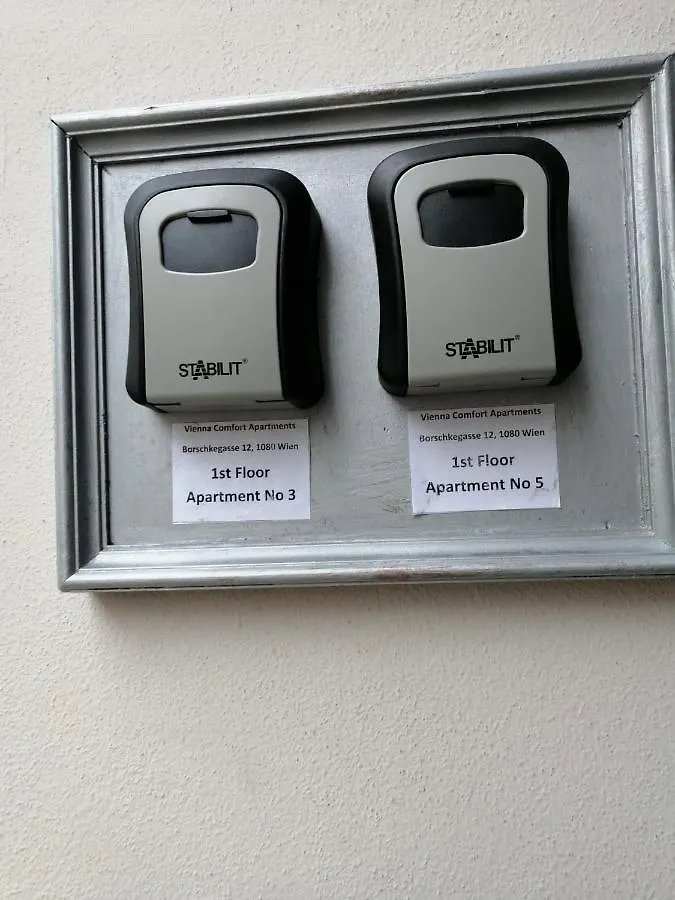 STABILIT®
Vienna Comfort Apartments
Borschkegasse 12, 1080 Wien
1st Floor
Apartment No 3
STABILIT®
Vienna Comfort Apartments
Borschkegasse 12, 1080 Wien
1st Floor
Apartment No 5